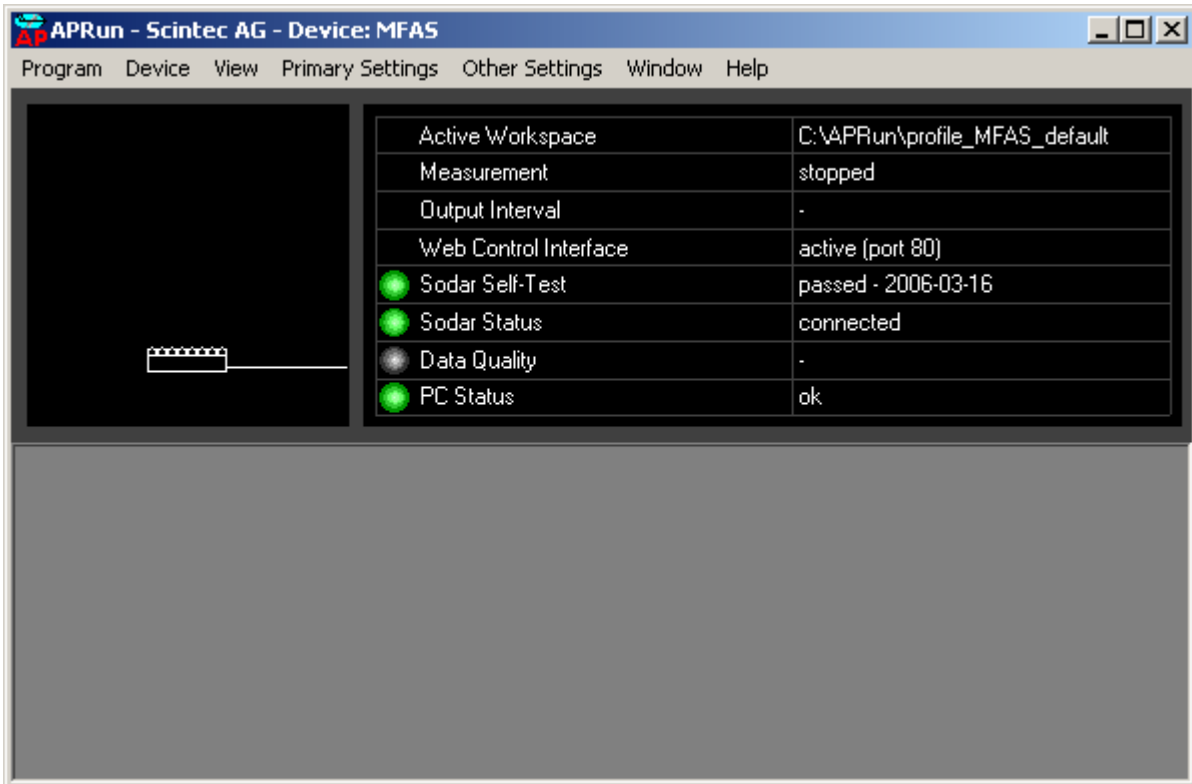 AP APRun - Scintec AG - Device: MFAS
Program Device View Primary Settings Other Settings Window Help
Active Workspace C:\APRun\profile_MFAS_default
Measurement stopped
Output Interval -
Web Control Interface active (port 80)
Sodar Self-Test passed - 2006-03-16
Sodar Status connected
Data Quality -
PC Status ok